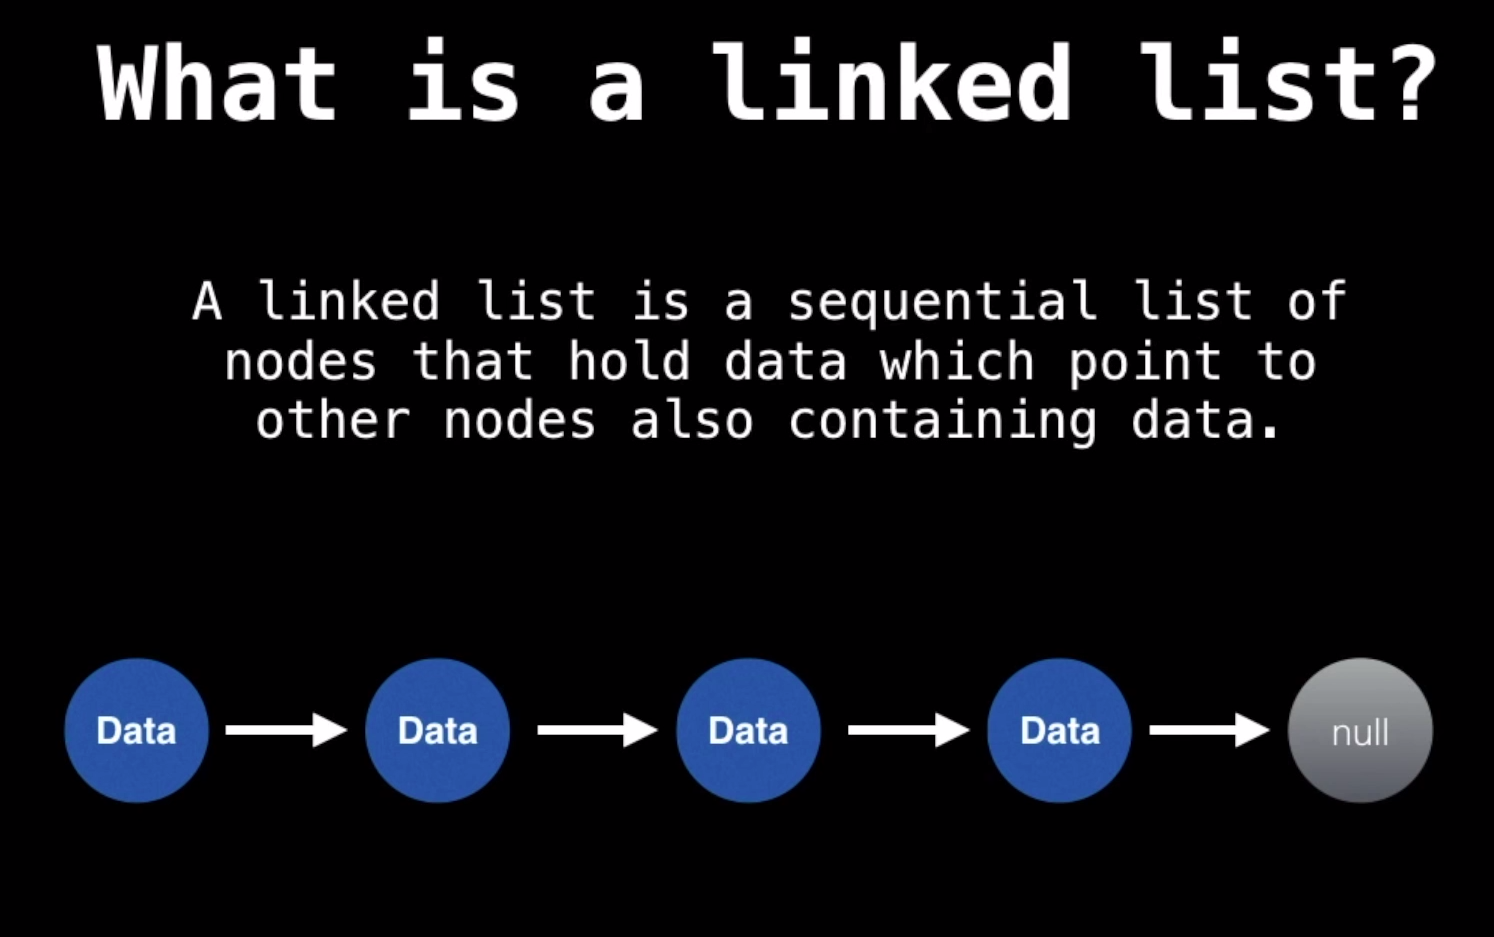 What is a linked list?
A linked list is a sequential list of
nodes that hold data which point to
other nodes also containing data.
Data Data Data Data null